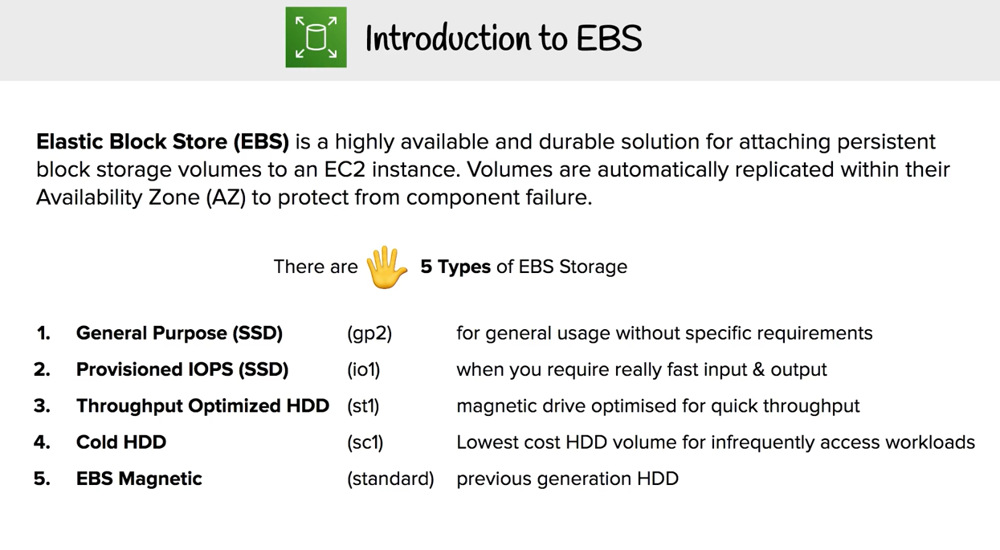 Introduction to EBS
Elastic Block Store (EBS) is a highly available and durable solution for attaching persistent
block storage volumes to an EC2 instance. Volumes are automatically replicated within their
Availability Zone (AZ) to protect from component failure.
There are 5 Types of EBS Storage
1. General Purpose (SSD) (gp2) for general usage without specific requirements
2. Provisioned IOPS (SSD) (io1) when you require really fast input & output
3. Throughput Optimized HDD (st1) magnetic drive optimised for quick throughput
4. Cold HDD (sc1) Lowest cost HDD volume for infrequently access workloads
5. EBS Magnetic (standard) previous generation HDD